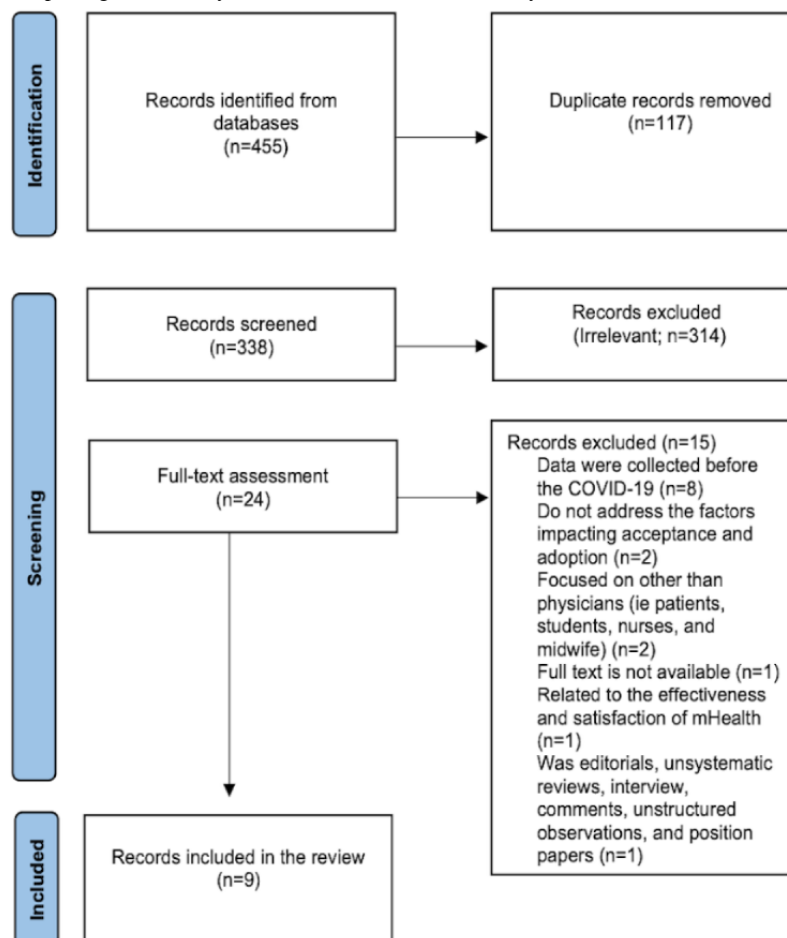 Identification
Records identified from
databases
(n=455)
Duplicate records removed
(n=117)
Screening
Records screened
(n=338)
Records excluded
(Irrelevant; n=314)
Full-text assessment
(n=24)
Records excluded (n=15)
Data were collected before
the COVID-19 (n=8)
Do not address the factors
impacting acceptance and
adoption (n=2)
Focused on other than
physicians (ie patients,
students, nurses, and
midwife) (n=2)
Full text is not available (n=1)
Related to the effectiveness
and satisfaction of mHealth
(n=1)
Was editorials, unsystematic
reviews, interview,
comments, unstructured
observations, and position
papers (n=1)
Included
Records included in the review
(n=9)